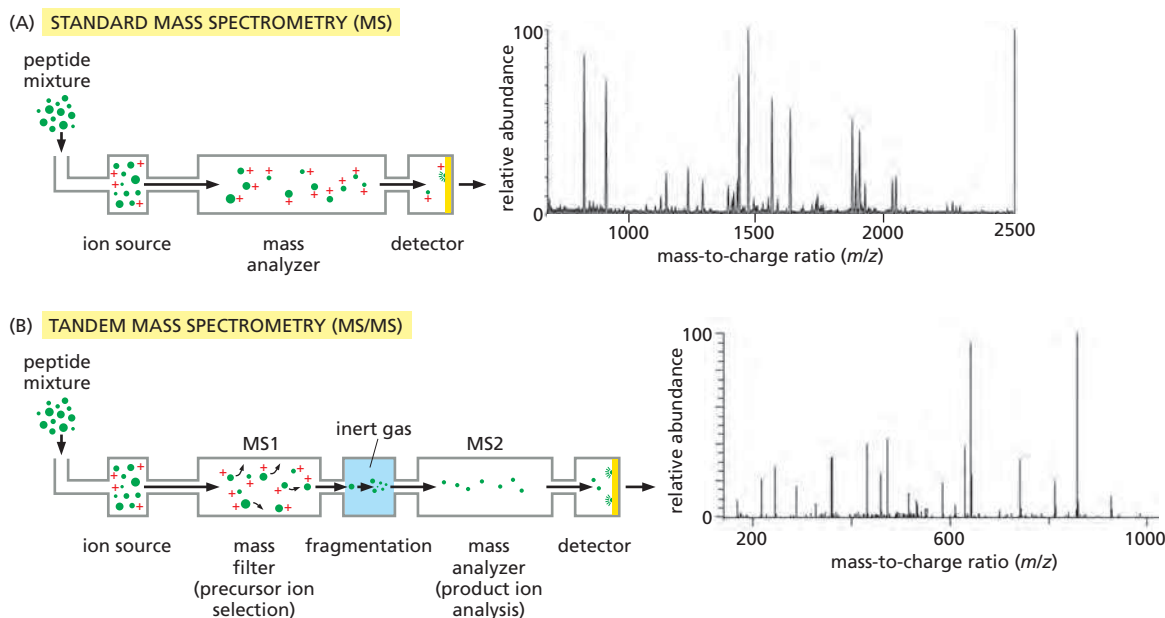 (A) STANDARD MASS SPECTROMETRY (MS)
peptide
mixture
+
ion source
mass
analyzer
detector
relative abundance
100
0
1000
1500
2000
2500
mass-to-charge ratio (m/z)
(B) TANDEM MASS SPECTROMETRY (MS/MS)
peptide
mixture
MS1
inert gas
MS2
ion source
mass
filter
(precursor ion
selection)
fragmentation
mass
analyzer
(product ion
analysis)
detector
relative abundance
100
0
200
600
1000
mass-to-charge ratio (m/z)